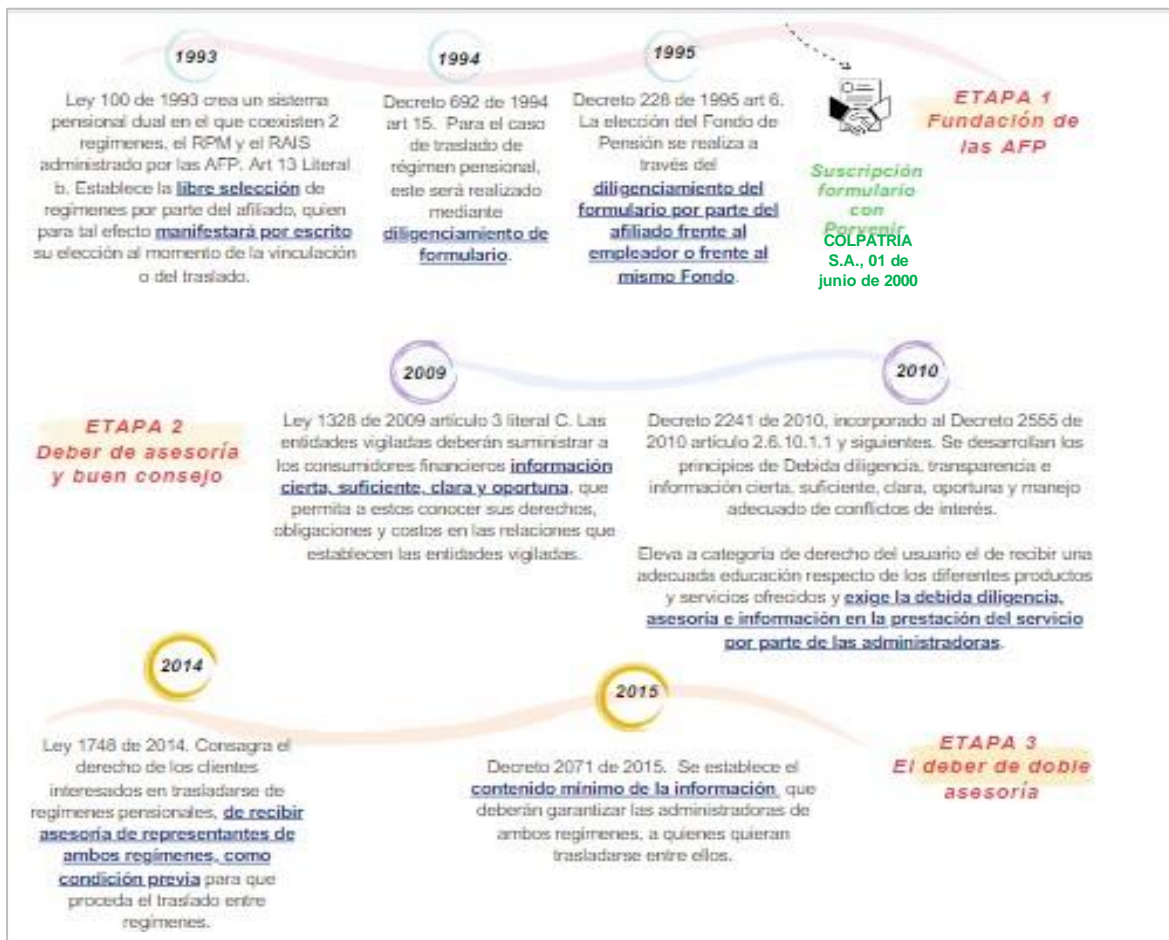 1993
Ley 100 de 1993 crea un sistema
pensional dual en el que coexisten 2
regímenes, el RPM y el RAIS
administrado por las AFP. Art 13 Literal
b. Establece la libre selección de
regímenes por parte del afiliado, quien
para tal efecto manifestará por escrito
su elección al momento de la vinculación
o del traslado.
1994
Decreto 692 de 1994
art 15. Para el caso
de traslado de
régimen pensional,
este será realizado
mediante
diligenciamiento de
formulario.
1995
Decreto 228 de 1995 art 6.
La elección del Fondo de
Pensión se realiza a
través del
diligenciamiento del
formulario por parte del
afiliado frente al
empleador o frente al
mismo Fondo.
Suscripción
formulario
con
Porvenir
COLPATRIA
S.A., 01 de
junio de 2000
ETAPA 1
Fundación de
las AFP
ETAPA 2
Deber de asesoría
y buen consejo
2009
Ley 1328 de 2009 artículo 3 literal C. Las
entidades vigiladas deberán suministrar a
los consumidores financieros información
cierta, suficiente, clara y oportuna, que
permita a estos conocer sus derechos,
obligaciones y costos en las relaciones que
establecen las entidades vigiladas.
2010
Decreto 2241 de 2010, incorporado al Decreto 2555 de
2010 artículo 2.6.10.1.1 y siguientes. Se desarrollan los
principios de Debida diligencia, transparencia e
información cierta, suficiente, clara, oportuna y manejo
adecuado de conflictos de interés.
Eleva a categoría de derecho del usuario el de recibir una
adecuada educación respecto de los diferentes productos
y servicios ofrecidos y exige la debida diligencia,
asesoría e información en la prestación del servicio
por parte de las administradoras.
2014
Ley 1748 de 2014. Consagra el
derecho de los clientes
interesados en trasladarse de
regímenes pensionales, de recibir
asesoría de representantes de
ambos regímenes, como
condición previa para que
proceda el traslado entre
regímenes.
2015
Decreto 2071 de 2015. Se establece el
contenido mínimo de la información que
deberán garantizar las administradoras de
ambos regímenes, a quienes quieran
trasladarse entre ellos.
ETAPA 3
El deber de doble
asesoría